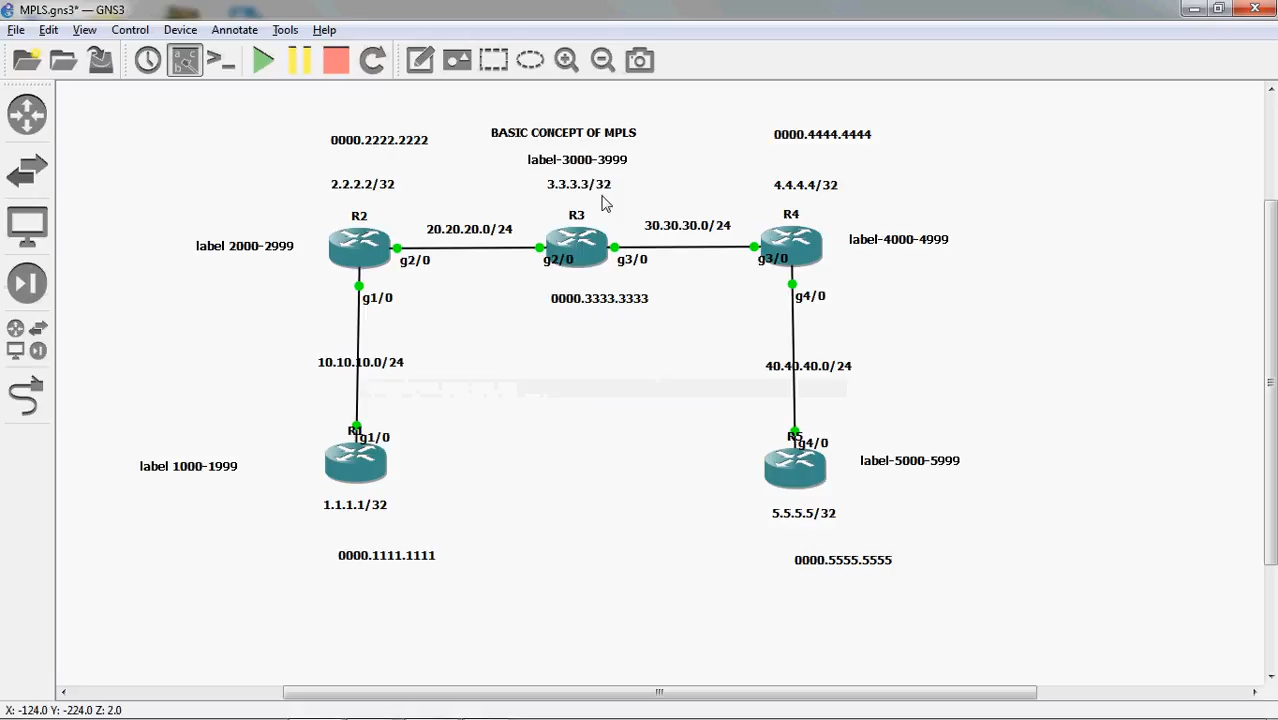 MPLS.gns3* — GNS3
File Edit View Control Device Annotate Tools Help
BASIC CONCEPT OF MPLS
0000.2222.2222
0000.4444.4444
label-3000-3999
2.2.2.2/32
3.3.3.3/32
4.4.4.4/32
R2
R3
R4
20.20.20.0/24
30.30.30.0/24
label 2000-2999
label-4000-4999
g2/0
g2/0
g3/0
g3/0
g1/0
0000.3333.3333
g4/0
10.10.10.0/24
40.40.40.0/24
R1
g1/0
R5
g4/0
label 1000-1999
label-5000-5999
1.1.1.1/32
5.5.5.5/32
0000.1111.1111
0000.5555.5555
X: -124.0 Y: -224.0 Z: 2.0